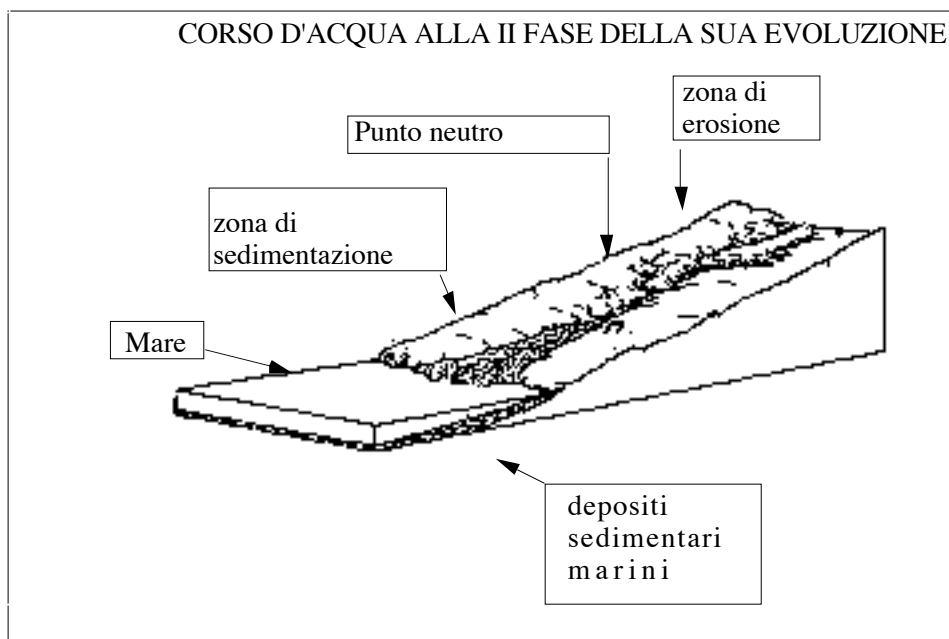 CORSO D'ACQUA ALLA II FASE DELLA SUA EVOLUZIONE
zona di
erosione
Punto neutro
zona di
sedimentazione
Mare
depositi
sedimentari
marini